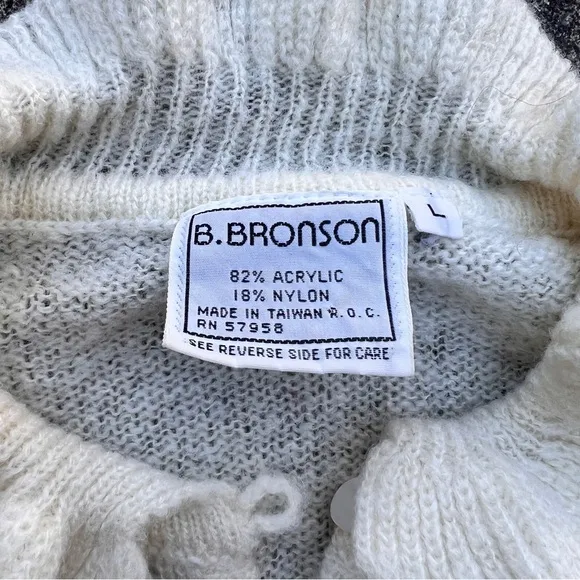 B.BRONSON
L
82% ACRYLIC
18% NYLON
MADE IN TAIWAN R.O.C.
RN 57958
SEE REVERSE SIDE FOR CARE